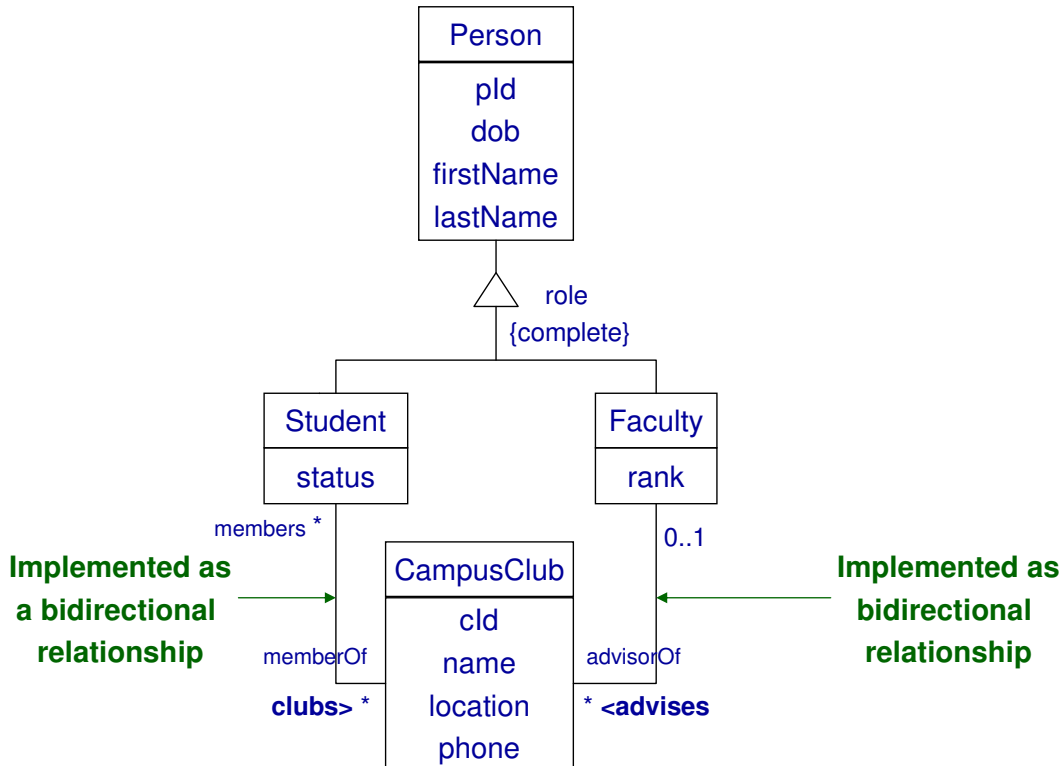 Person
pId
dob
firstName
lastName
role
{complete}
Student
status
Faculty
rank
members *
0..1
Implemented as
a bidirectional
relationship
CampusClub
cId
name
location
phone
memberOf
clubs> *
advisorOf
* <advises
Implemented as
bidirectional
relationship